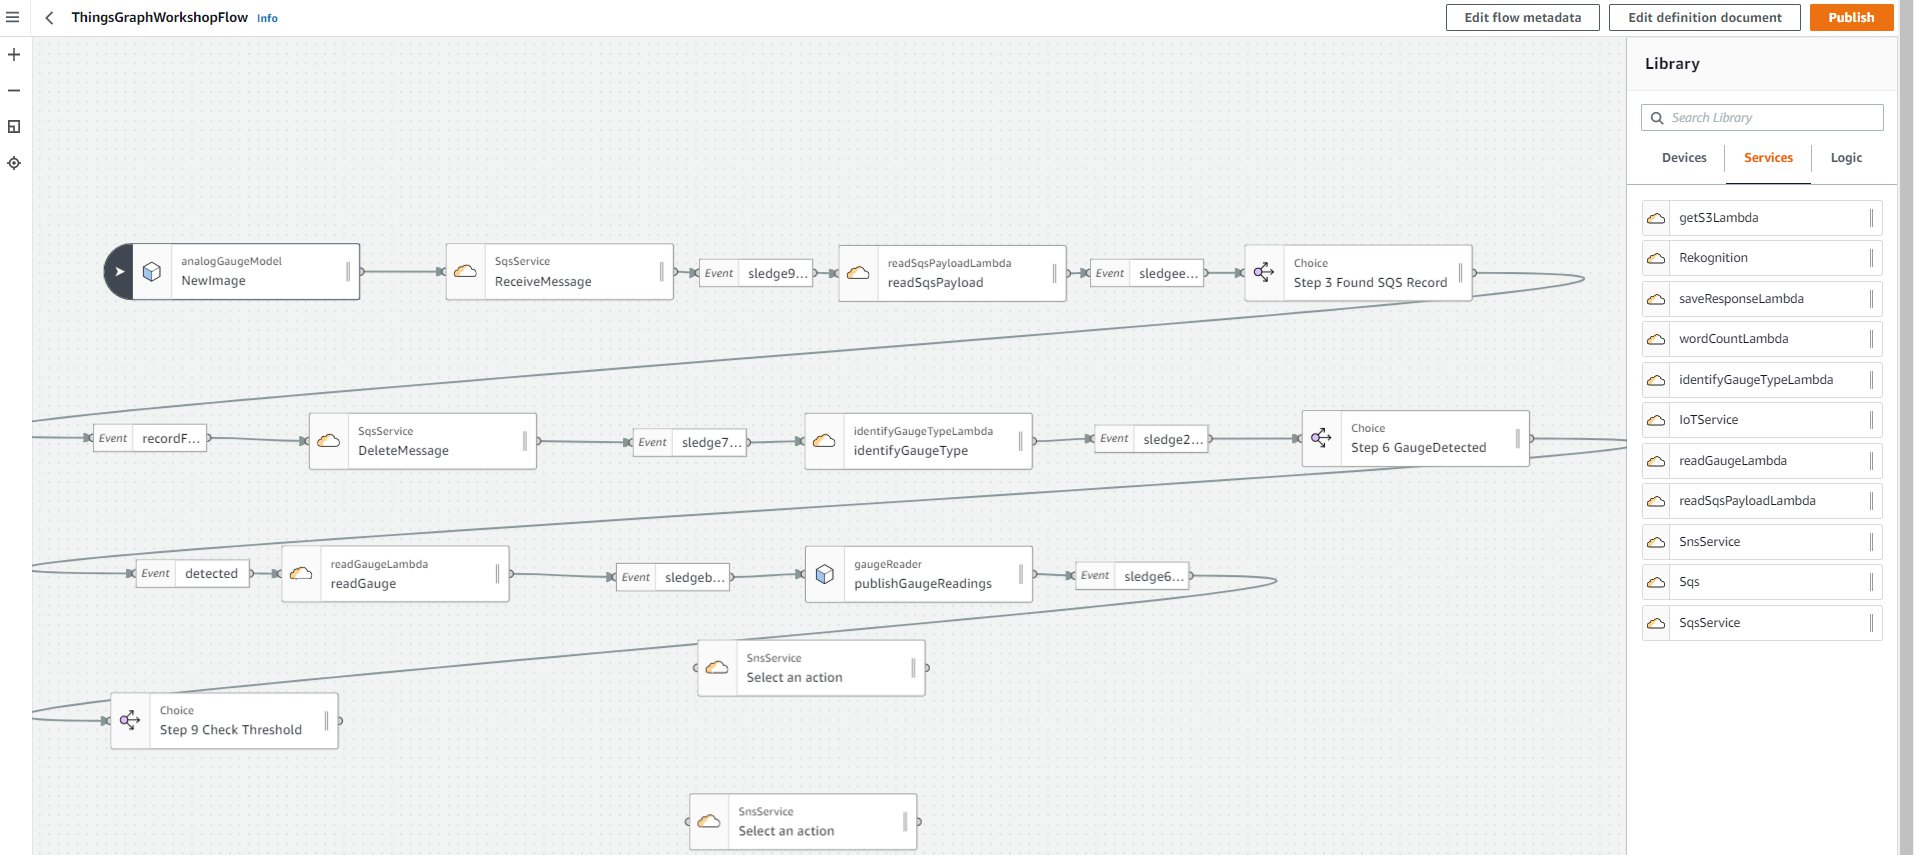 ThingsGraphWorkshopFlow Info
Edit flow metadata
Edit definition document
Publish
Library
Search Library
Devices
Services
Logic
getS3Lambda
Rekognition
saveResponseLambda
wordCountLambda
identifyGaugeTypeLambda
IoTService
readGaugeLambda
readSqsPayloadLambda
SnsService
Sqs
SqsService
analogGaugeModel
NewImage
SqsService
ReceiveMessage
Event sledge9...
readSqsPayloadLambda
readSqsPayload
Event sledgee...
Choice
Step 3 Found SQS Record
Event recordF...
SqsService
DeleteMessage
Event sledge7...
identifyGaugeTypeLambda
identifyGaugeType
Event sledge2...
Choice
Step 6 GaugeDetected
Event detected
readGaugeLambda
readGauge
Event sledgeb...
gaugeReader
publishGaugeReadings
Event sledge6...
SnsService
Select an action
Choice
Step 9 Check Threshold
SnsService
Select an action